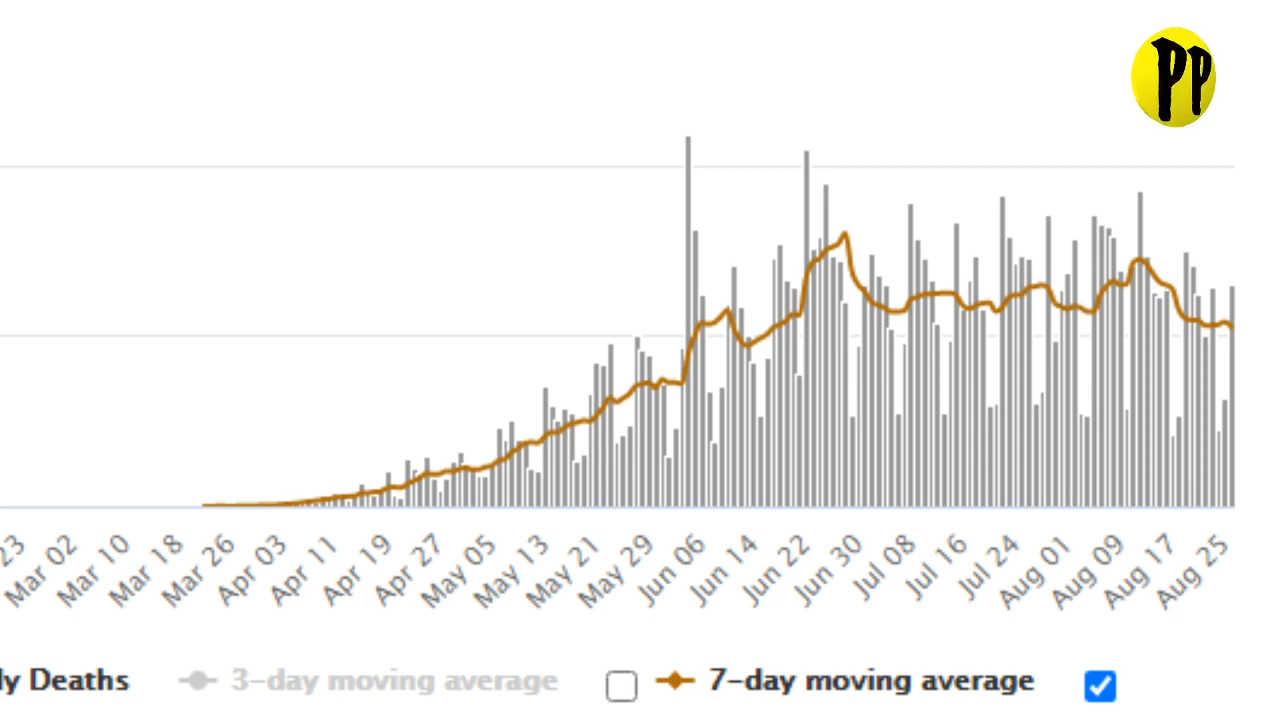 PP
23
Mar 02
Mar 10
Mar 18
Mar 26
Apr 03
Apr 11
Apr 19
Apr 27
May 05
May 13
May 21
May 29
Jun 06
Jun 14
Jun 22
Jun 30
Jul 08
Jul 16
Jul 24
Aug 01
Aug 09
Aug 17
Aug 25
ly Deaths
3-day moving average
7-day moving average